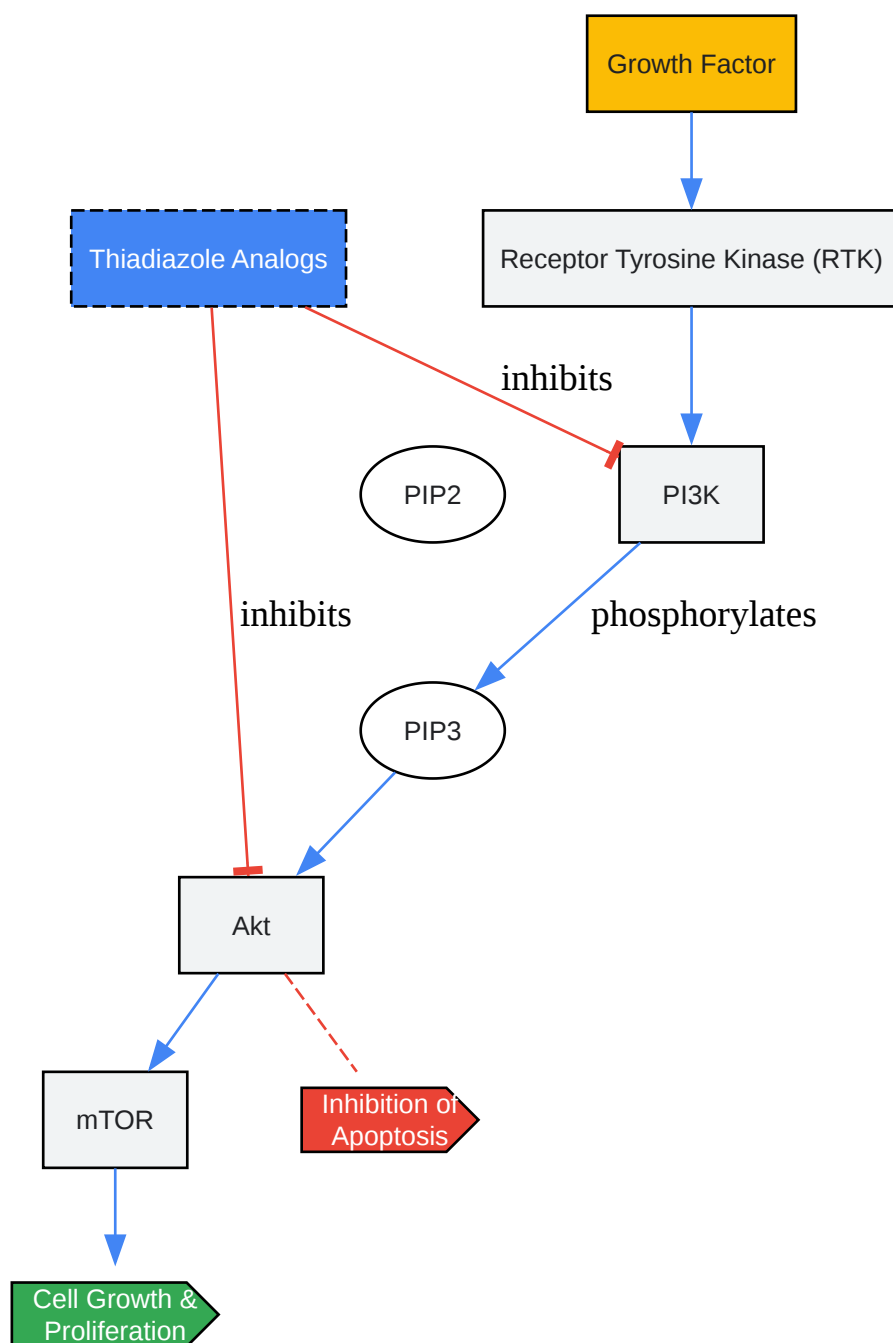 Growth Factor
Thiadiazole Analogs
Receptor Tyrosine Kinase (RTK)
inhibits
PIP2
PI3K
inhibits
phosphorylates
PIP3
Akt
mTOR
Inhibition of
Apoptosis
Cell Growth &
Proliferation